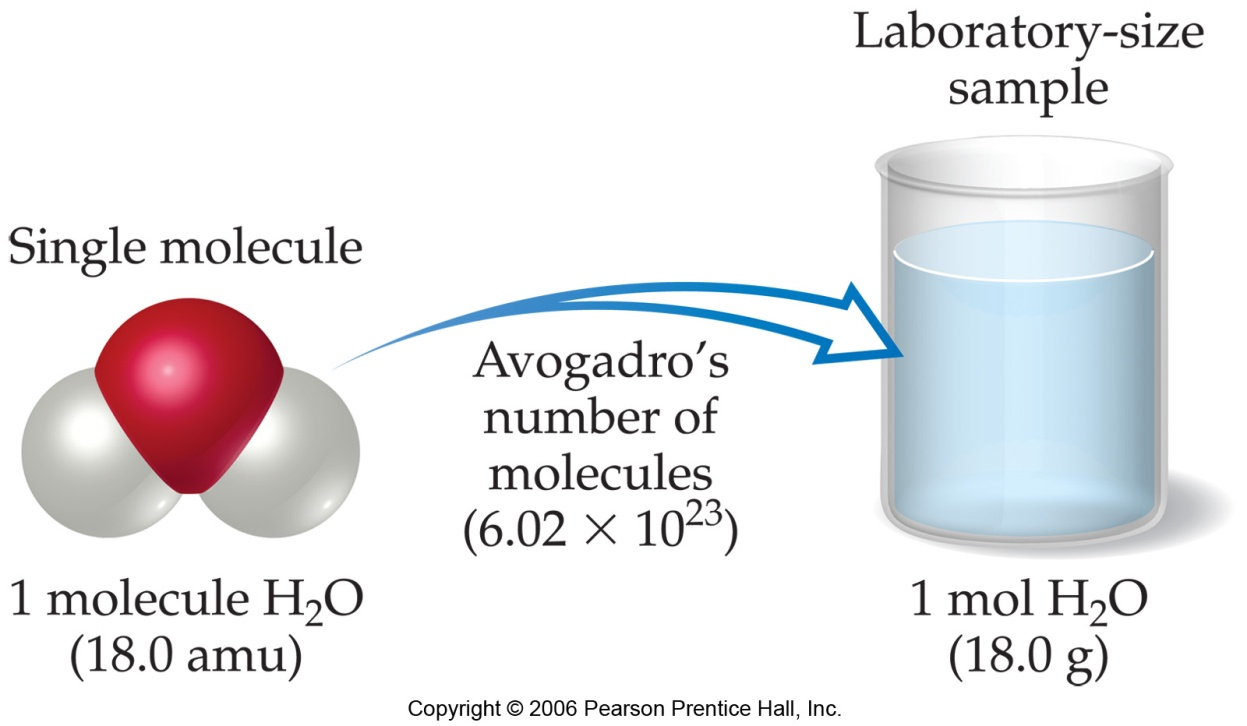 Laboratory-size
sample
Single molecule
Avogadro’s
number of
molecules
(6.02 × 10²³)
1 molecule H₂O
(18.0 amu)
1 mol H₂O
(18.0 g)
Copyright © 2006 Pearson Prentice Hall, Inc.